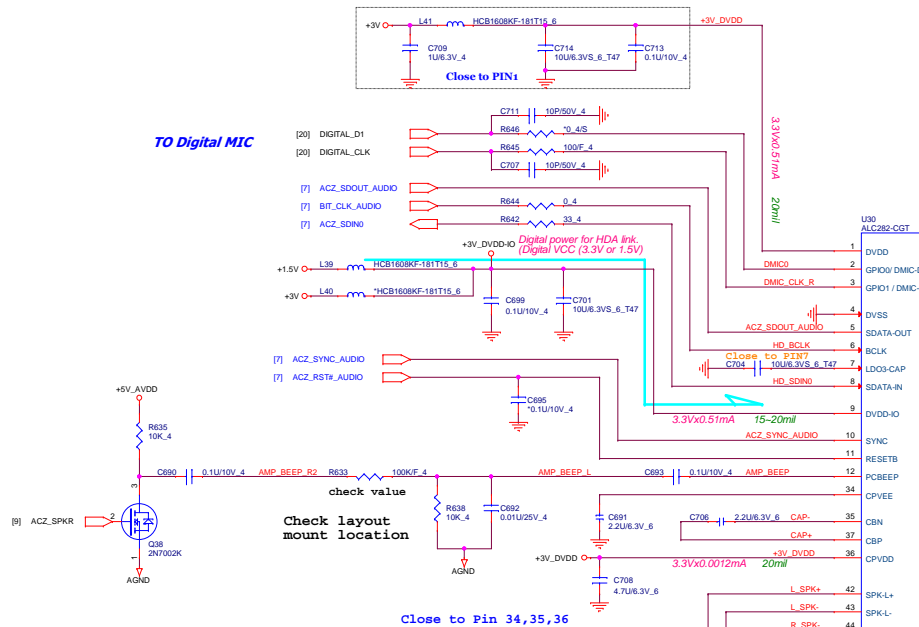 +3V
L41
HCB1608KF-181T15_6
+3V_DVDD
C709
1U/6.3V_4
C714
10U/6.3VS_6_T47
C713
0.1U/10V_4
Close to PIN1
TO Digital MIC
C711
10P/50V_4
[20] DIGITAL_D1
R646
*0_4/S
[20] DIGITAL_CLK
R645
100/F_4
C707
10P/50V_4
3.3Vx0.51mA
20mil
[7] ACZ_SDOUT_AUDIO
[7] BIT_CLK_AUDIO
R644
0_4
[7] ACZ_SDIN0
R642
33_4
U30
ALC282-CGT
Digital power for HDA link.
(Digital VCC (3.3V or 1.5V)
+3V_DVDD-IO
+1.5V
L39
HCB1608KF-181T15_6
+3V
L40
*HCB1608KF-181T15_6
C699
0.1U/10V_4
C701
10U/6.3VS_6_T47
1
DVDD
DMIC0
2
GPIO0/ DMIC-D
DMIC_CLK_R
3
GPIO1 / DMIC-
4
DVSS
ACZ_SDOUT_AUDIO
5
SDATA-OUT
HD_BCLK
6
BCLK
Close to PIN7
C704
10U/6.3VS_6_T47
7
LDO3-CAP
HD_SDIN0
8
SDATA-IN
3.3Vx0.51mA
15~20mil
9
DVDD-IO
[7] ACZ_SYNC_AUDIO
[7] ACZ_RST#_AUDIO
C695
*0.1U/10V_4
ACZ_SYNC_AUDIO
10
SYNC
11
RESETB
+5V_AVDD
R635
10K_4
C690
0.1U/10V_4
AMP_BEEP_R2
R633
100K/F_4
check value
AMP_BEEP_L
C693
0.1U/10V_4
AMP_BEEP
12
PCBEEP
R638
10K_4
C692
0.01U/25V_4
Check layout
mount location
AGND
[9] ACZ_SPKR
2
3
1
Q38
2N7002K
AGND
34
CPVEE
C691
2.2U/6.3V_6
C706
2.2U/6.3V_6
CAP-
35
CBN
CAP+
37
CBP
+3V_DVDD
3.3Vx0.0012mA
20mil
+3V_DVDD
36
CPVDD
C708
4.7U/6.3V_6
Close to Pin 34,35,36
L_SPK+
42
SPK-L+
L_SPK-
43
SPK-L-
R_SPK-
44